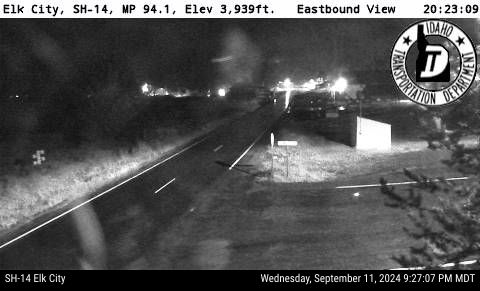 Elk City, SH-14, MP 94.1, Elev 3,939ft. Eastbound View 20:23:09
IDAHO
TRANSPORTATION DEPARTMENT
SH-14 Elk City
Wednesday, September 11, 2024 9:27:07 PM MDT